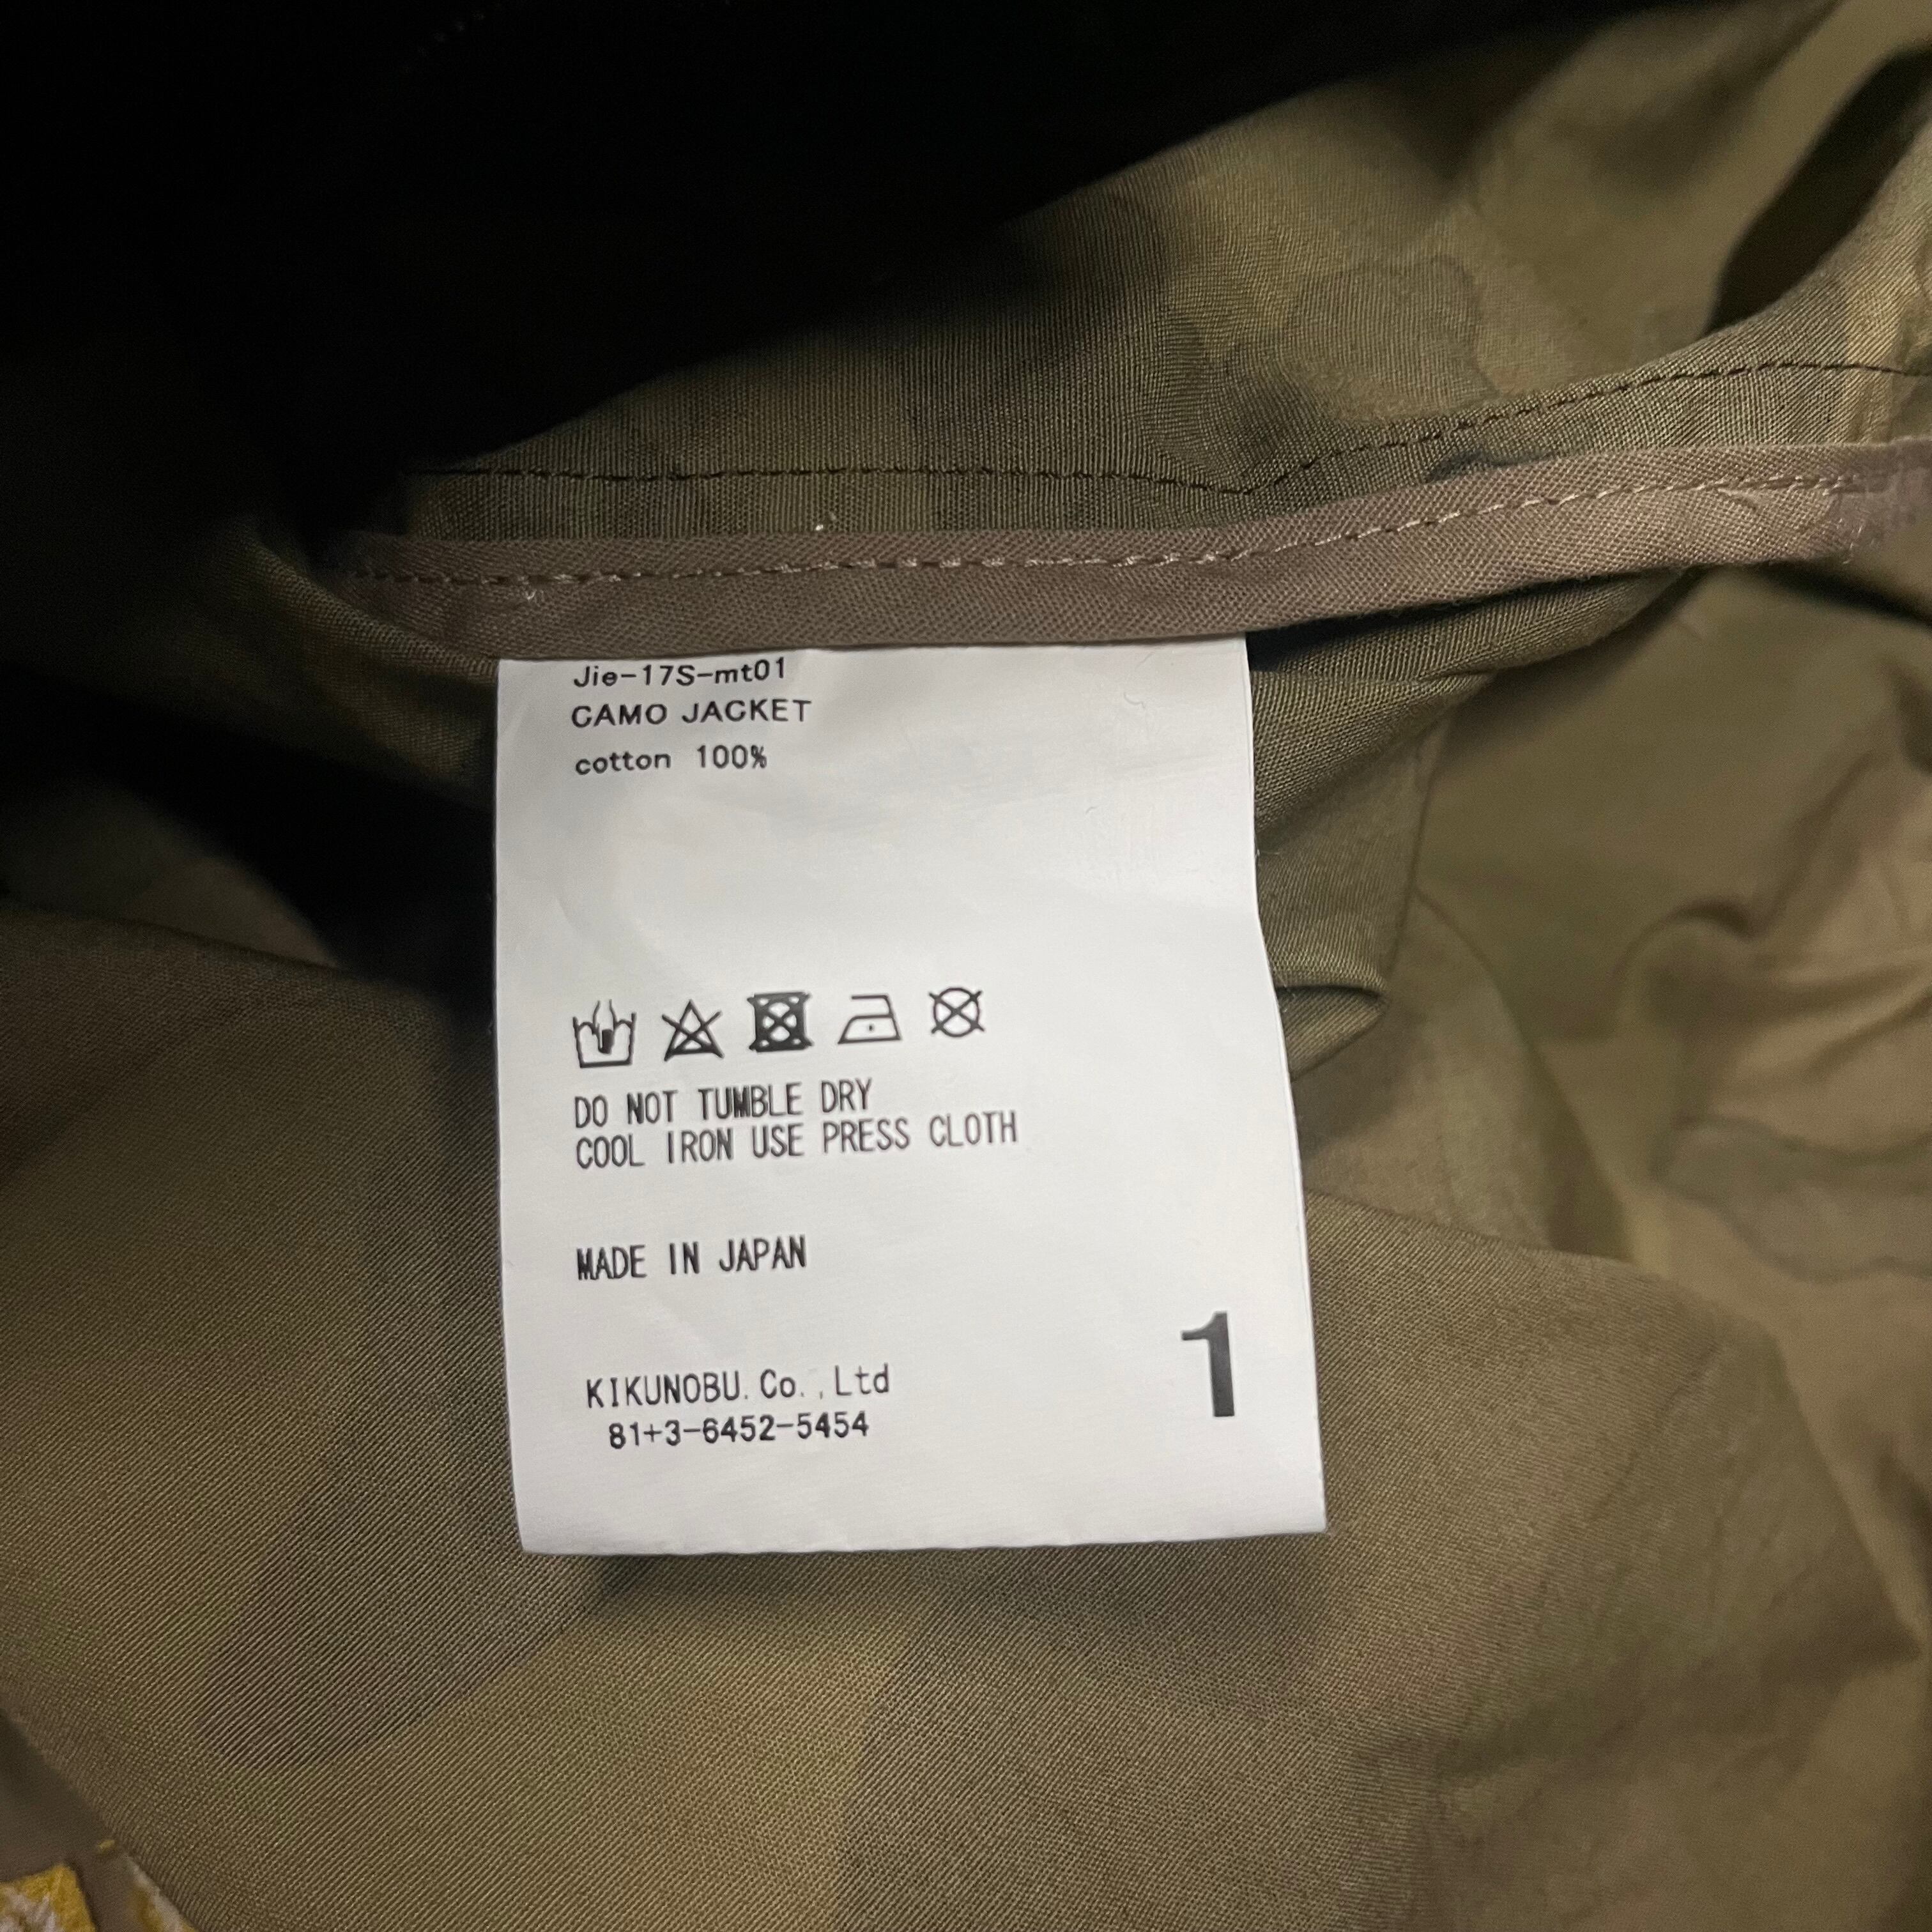 Jie-17S-mt01
CAMO JACKET
cotton 100%
DO NOT TUMBLE DRY
COOL IRON USE PRESS CLOTH
MADE IN JAPAN
1
KIKUNOBU. Co. , Ltd
81+3-6452-5454